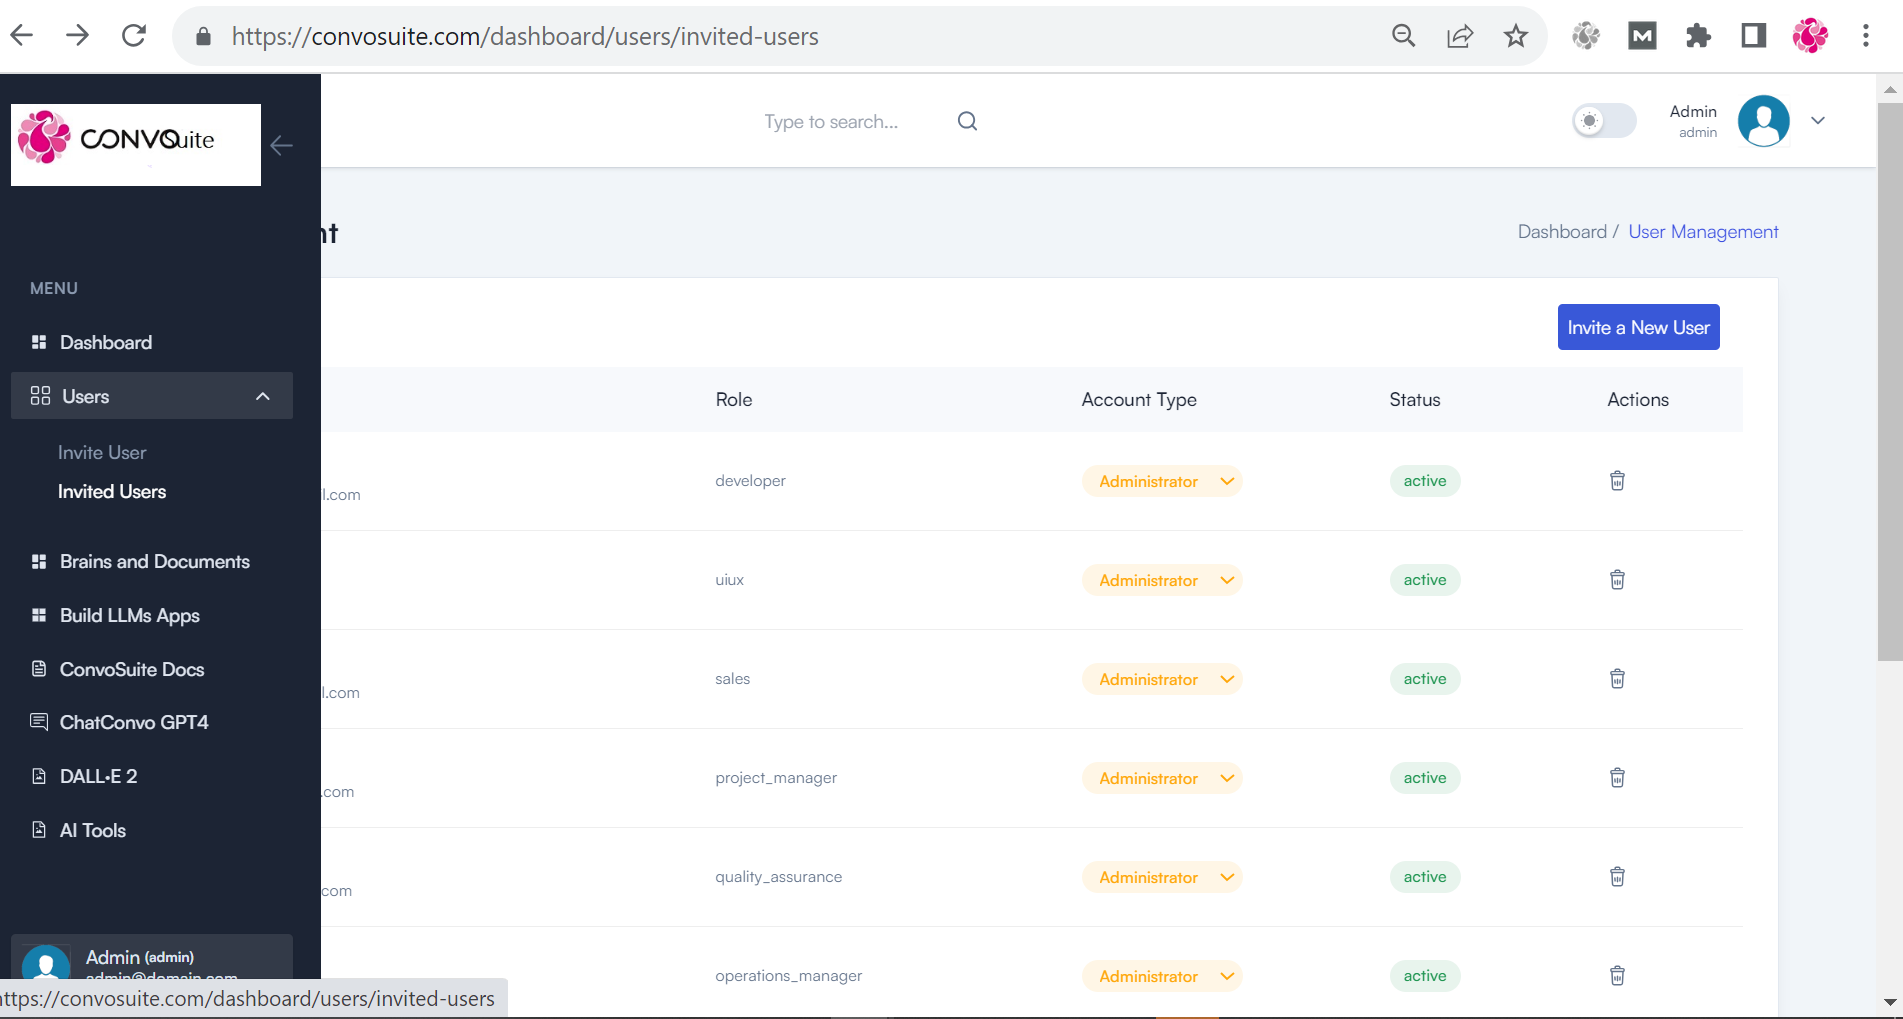 https://convosuite.com/dashboard/users/invited-users
CONVOSuite
Type to search...
Admin
admin
Dashboard / User Management
MENU
Dashboard
Users
Invite User
Invited Users
Brains and Documents
Build LLMs Apps
ConvoSuite Docs
ChatConvo GPT4
DALL•E 2
AI Tools
Admin (admin)
admin@domain.com
Invite a New User
Role Account Type Status Actions
developer Administrator active
uiux Administrator active
l.com
sales Administrator active
l.com
project_manager Administrator active
.com
quality_assurance Administrator active
com
operations_manager Administrator active
ttps://convosuite.com/dashboard/users/invited-users